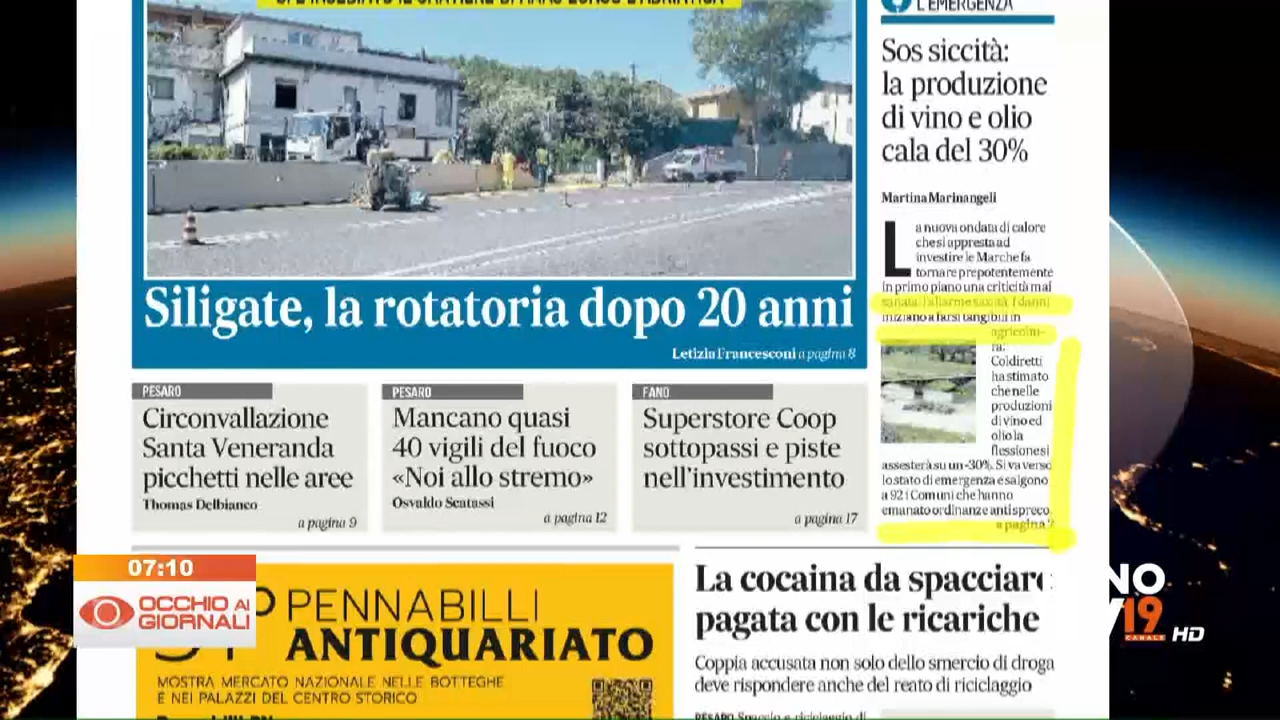 L'EMERGENZA
Sos siccità:
la produzione
di vino e olio
cala del 30%
Martina Marinangeli
La nuova ondata di calore
che si appresta ad
investire le Marche fa
tornare prepotentemente
in primo piano una criticità mai
sanata: l'allarme siccità. I danni
iniziano a farsi tangibili in
agricoltu-
ra:
Coldiretti
ha stimato
che nelle
produzioni
di vino ed
olio la
flessione si
assesterà su un -30%. Si va verso
lo stato di emergenza e salgono
a 92 i Comuni che hanno
emanato ordinanze antispreco.
a pagina
Siligate, la rotatoria dopo 20 anni
Letizia Francesconi a pagina 8
PESARO
Circonvallazione
Santa Veneranda
picchetti nelle aree
Thomas Delbianco
a pagina 9
PESARO
Mancano quasi
40 vigili del fuoco
«Noi allo stremo»
Osvaldo Scatassi
a pagina 12
FANO
Superstore Coop
sottopassi e piste
nell'investimento
a pagina 17
La cocaina da spacciare
pagata con le ricariche
Coppia accusata non solo dello smercio di droga
deve rispondere anche del reato di riciclaggio
PENNABILLI
ANTIQUARIATO
MOSTRA MERCATO NAZIONALE NELLE BOTTEGHE
E NEI PALAZZI DEL CENTRO STORICO
07:10
OCCHIO AI
GIORNALI
NO
19
CANALE
HD